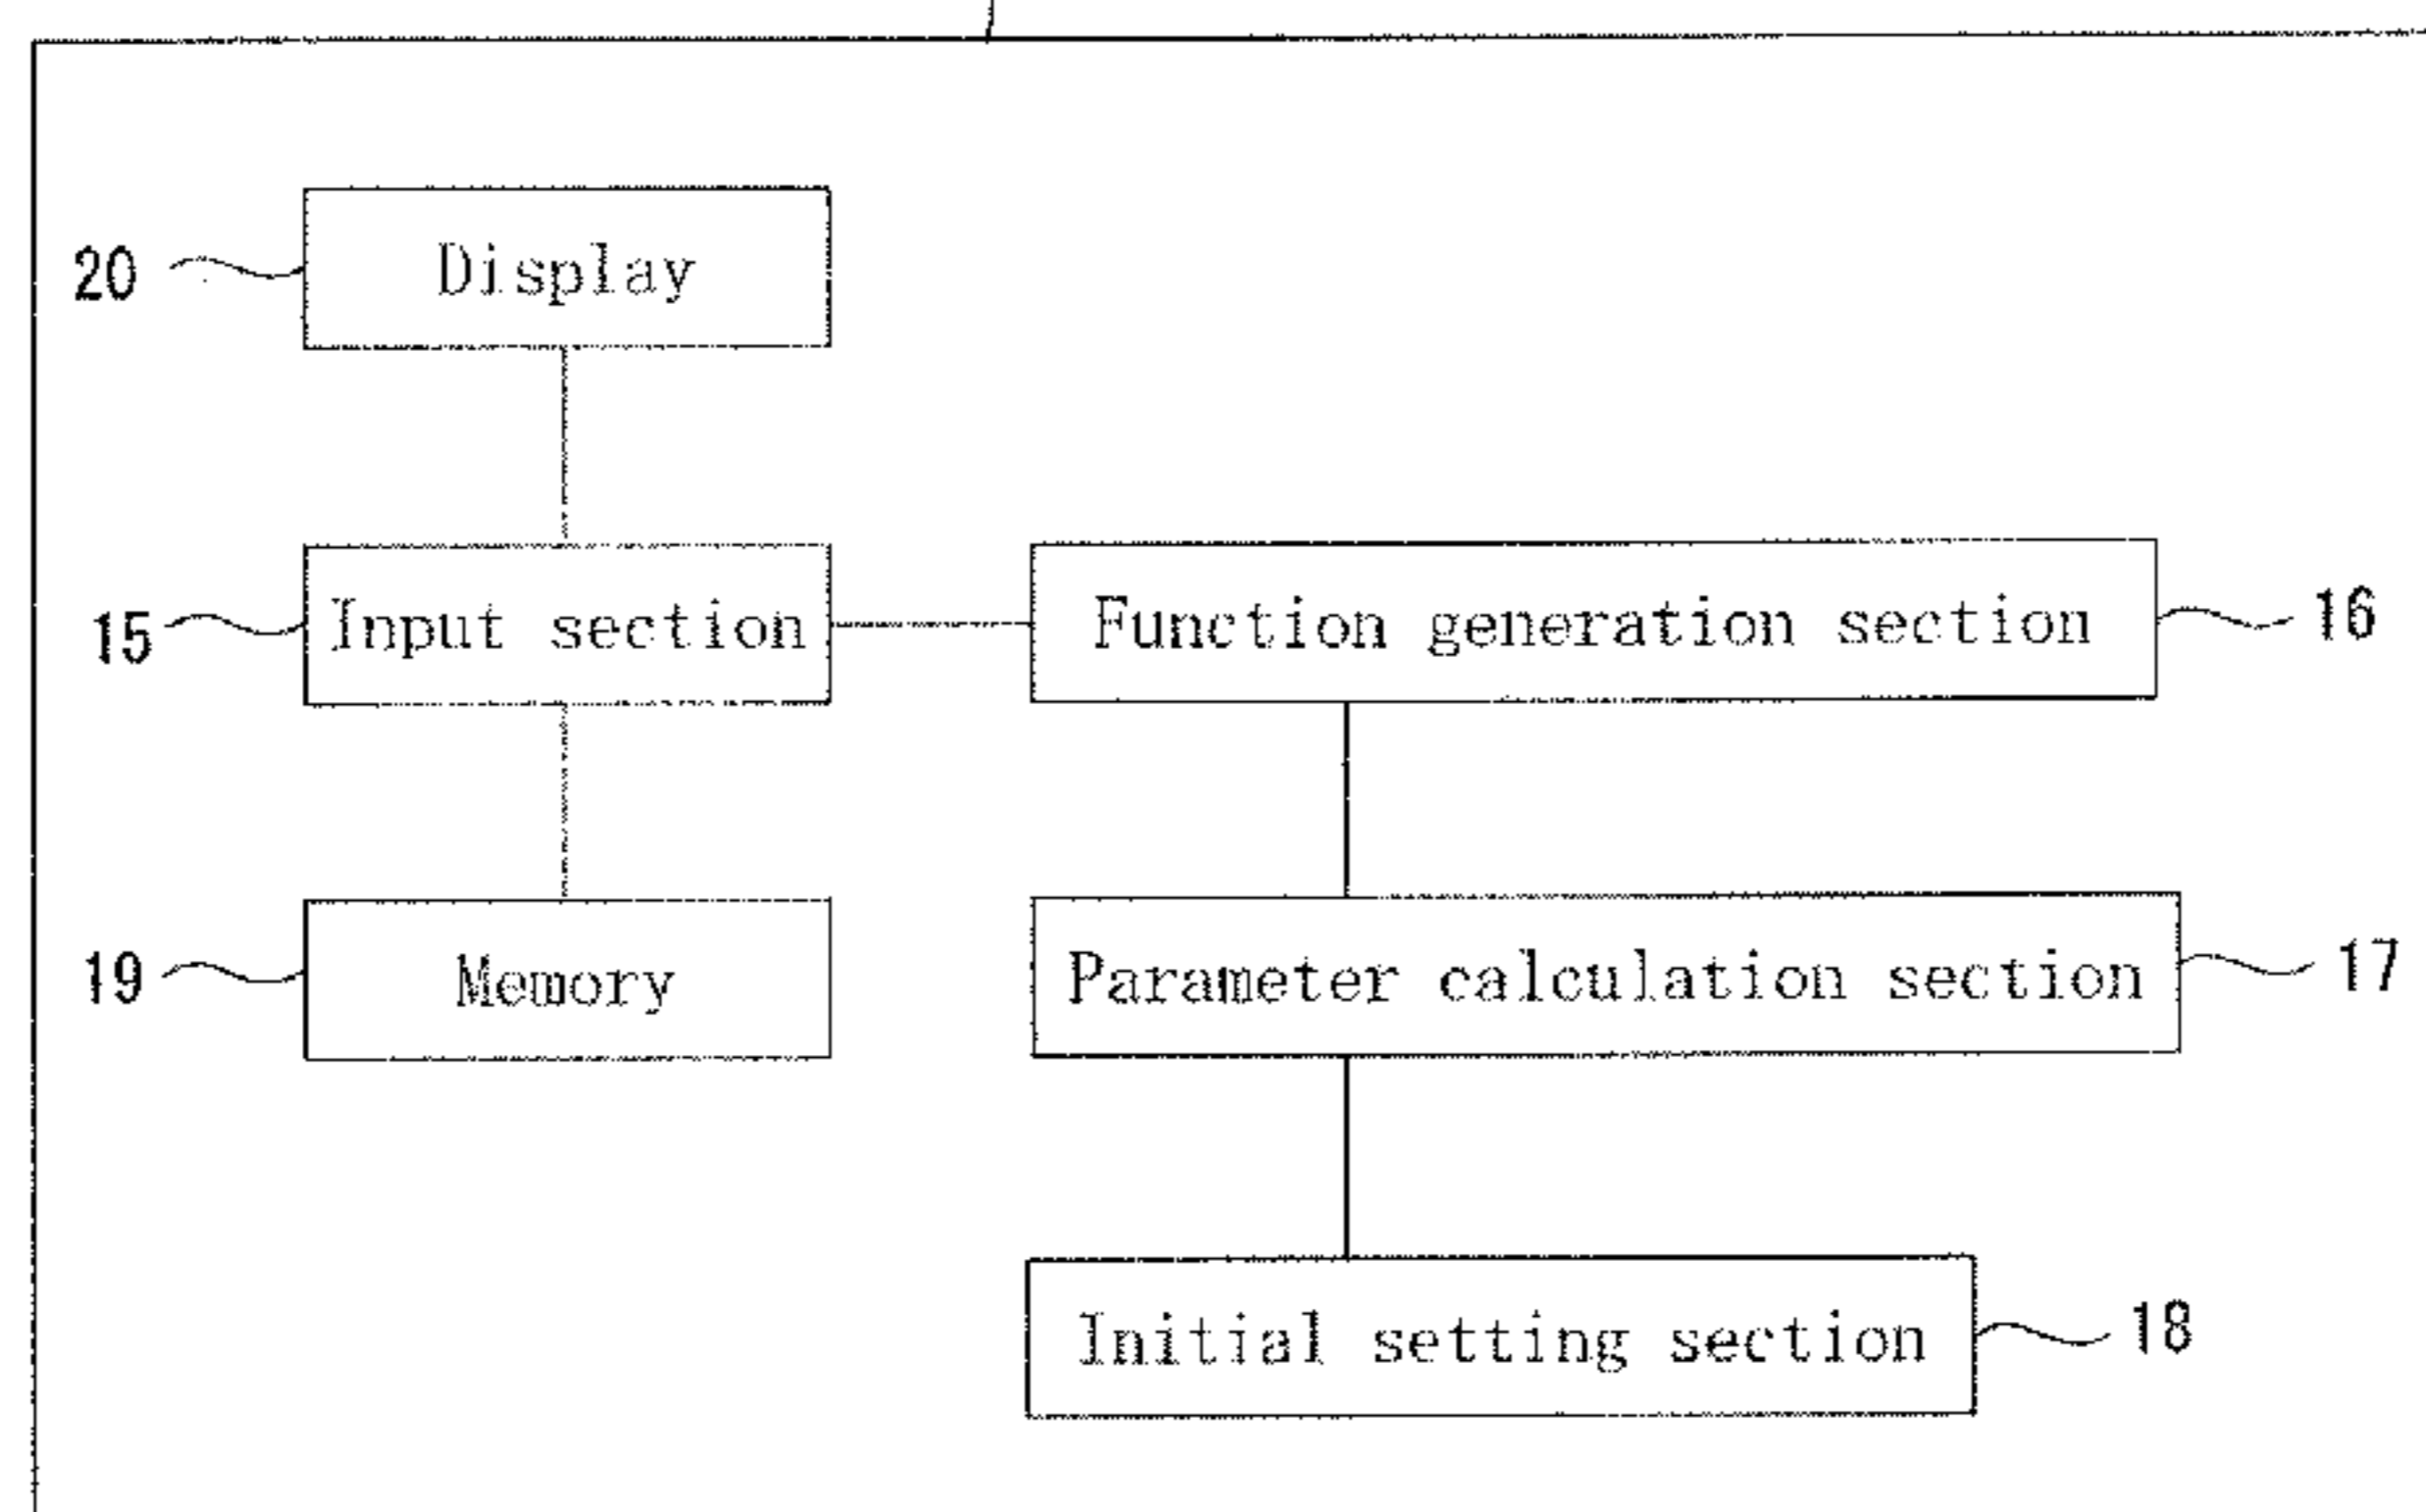 20 Display
15 Input section Function generation section 16
19 Memory Parameter calculation section 17
Initial setting section 18